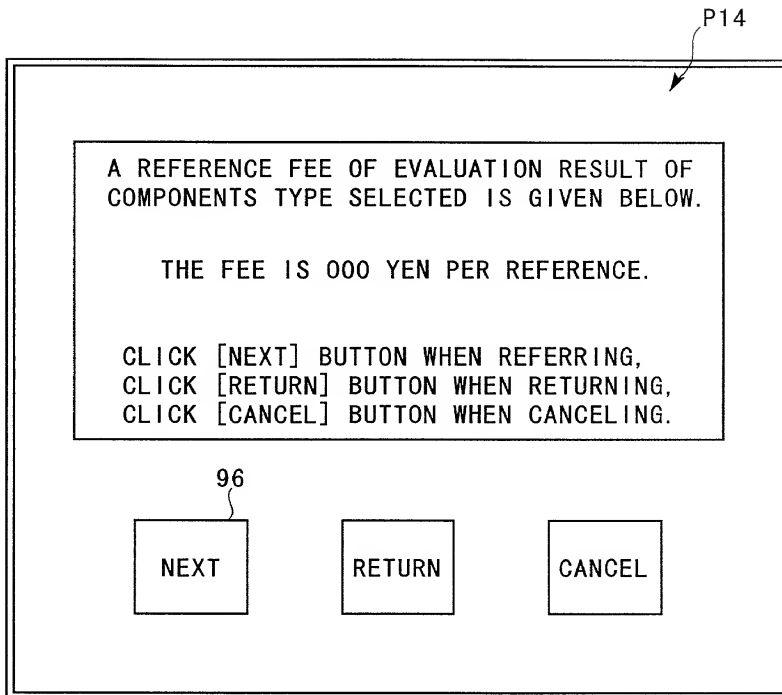 P14
A REFERENCE FEE OF EVALUATION RESULT OF
COMPONENTS TYPE SELECTED IS GIVEN BELOW.
THE FEE IS OOO YEN PER REFERENCE.
CLICK [NEXT] BUTTON WHEN REFERRING,
CLICK [RETURN] BUTTON WHEN RETURNING,
CLICK [CANCEL] BUTTON WHEN CANCELING.
96
NEXT
RETURN
CANCEL